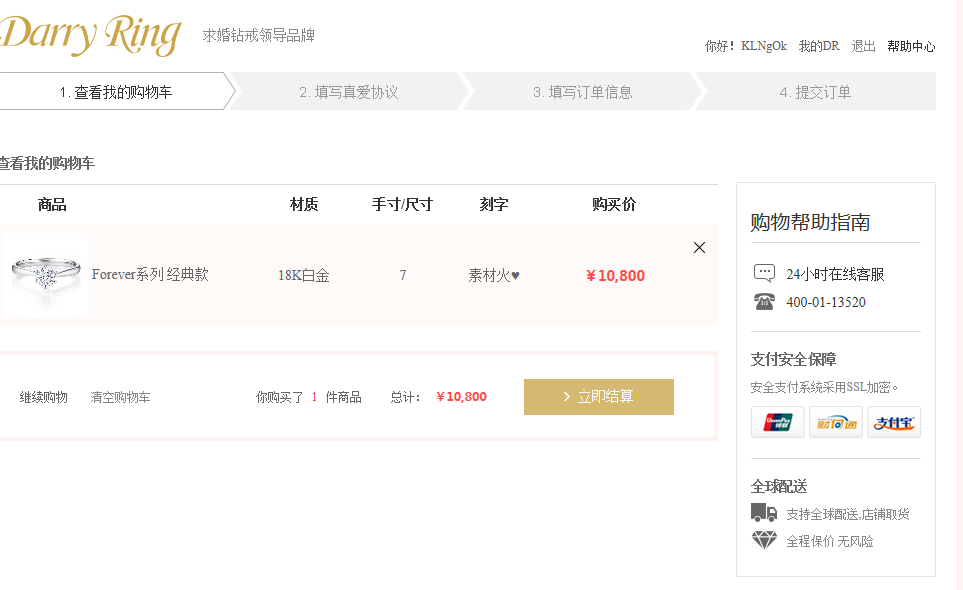 Darry Ring 求婚钻戒领导品牌
你好！KLNgOk 我的DR 退出 帮助中心
1. 查看我的购物车 2. 填写真爱协议 3. 填写订单信息 4. 提交订单
查看我的购物车
商品 材质 手寸/尺寸 刻字 购买价
Forever系列 经典款 18K白金 7 素材火♥ ￥10,800
继续购物 清空购物车 你购买了 1 件商品 总计： ￥10,800 > 立即结算
购物帮助指南
24小时在线客服
400-01-13520
支付安全保障
安全支付系统采用SSL加密。
UnionPay 银联 财付通 支付宝
全球配送
支持全球配送,店铺取货
全程保价 无风险